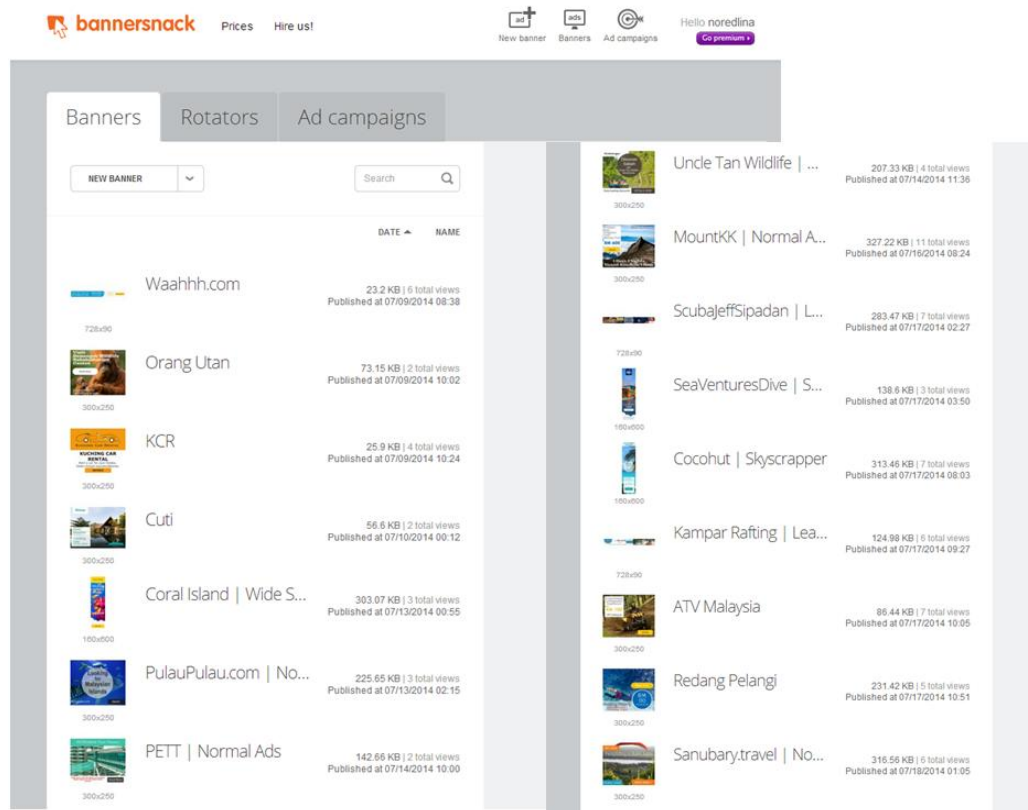 bannersnack
Prices
Hire us!
ad
New banner
ads
Banners
Ad campaigns
Hello noredlina
Go premium
Banners
Rotators
Ad campaigns
NEW BANNER
Search
DATE
NAME
Waahhh.com
23.2 KB | 6 total views
Published at 07/09/2014 08:38
728x90
Orang Utan
73.15 KB | 2 total views
Published at 07/09/2014 10:02
300x250
KCR
KUCHING CAR
RENTAL
25.9 KB | 4 total views
Published at 07/09/2014 10:24
300x250
Cuti
56.6 KB | 2 total views
Published at 07/10/2014 00:12
300x250
Coral Island | Wide S...
303.07 KB | 3 total views
Published at 07/13/2014 00:55
160x600
PulauPulau.com | No...
Looking
to
Malaysian
Islands
225.65 KB | 3 total views
Published at 07/13/2014 02:15
300x250
PETT | Normal Ads
142.66 KB | 2 total views
Published at 07/14/2014 10:00
300x250
Uncle Tan Wildlife | ...
207.33 KB | 4 total views
Published at 07/14/2014 11:36
300x250
MountKK | Normal A...
327.22 KB | 11 total views
Published at 07/16/2014 08:24
300x250
ScubaJeffSipadan | L...
283.47 KB | 7 total views
Published at 07/17/2014 02:27
728x90
SeaVenturesDive | S...
138.6 KB | 3 total views
Published at 07/17/2014 03:50
160x600
Cocohut | Skyscrapper
313.46 KB | 7 total views
Published at 07/17/2014 08:03
160x600
Kampar Rafting | Lea...
124.98 KB | 6 total views
Published at 07/17/2014 09:27
728x90
ATV Malaysia
86.44 KB | 7 total views
Published at 07/17/2014 10:05
300x250
Redang Pelangi
231.42 KB | 5 total views
Published at 07/17/2014 10:51
300x250
Sanubary.travel | No...
316.56 KB | 6 total views
Published at 07/18/2014 01:05
300x250